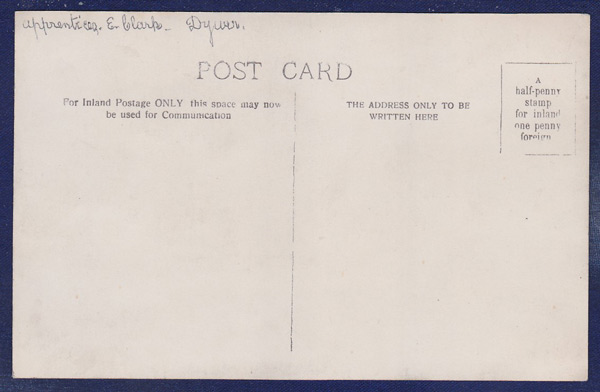 apprentices. E. Clark -
POST CARD
For Inland Postage ONLY this space may now
be used for Communication
THE ADDRESS ONLY TO BE
WRITTEN HERE
A
half-penny
stamp
for inland
one penny
foreign